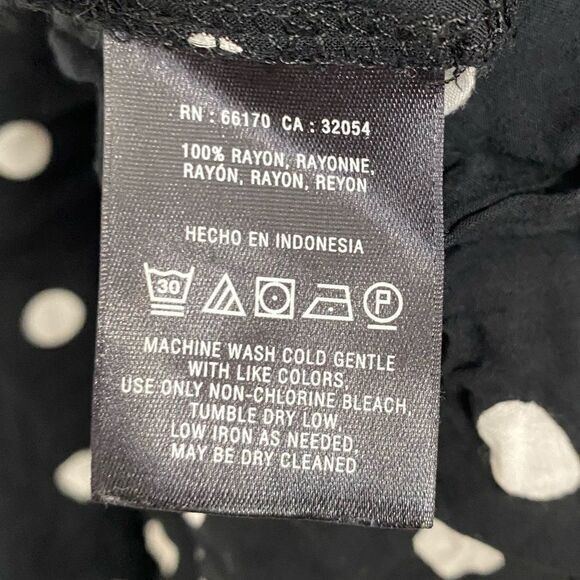 RN : 66170 CA : 32054
100% RAYON, RAYONNE,
RAYÓN, RAYON, REYON
HECHO EN INDONESIA
30 P
MACHINE WASH COLD GENTLE
WITH LIKE COLORS,
USE ONLY NON-CHLORINE BLEACH,
TUMBLE DRY LOW,
LOW IRON AS NEEDED,
MAY BE DRY CLEANED